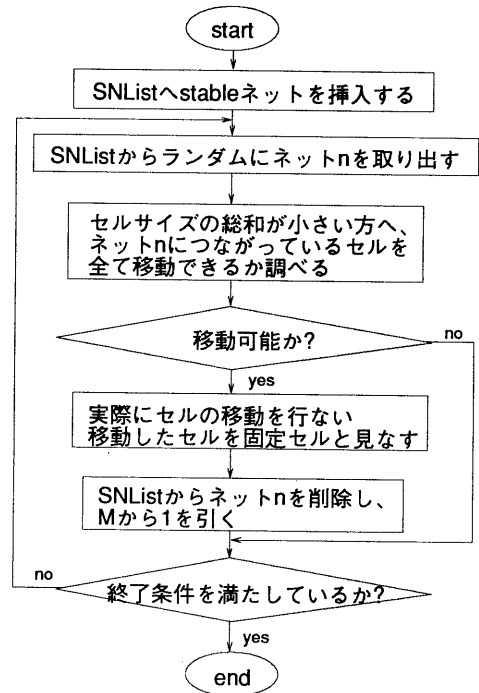 start
SNListへstableネットを挿入する
SNListからランダムにネットnを取り出す
セルサイズの総和が小さい方へ、
ネットnにつながっているセルを
全て移動できるか調べる
移動可能か?
no
yes
実際にセルの移動を行ない
移動したセルを固定セルと見なす
SNListからネットnを削除し、
Mから1を引く
no
終了条件を満たしているか?
yes
end